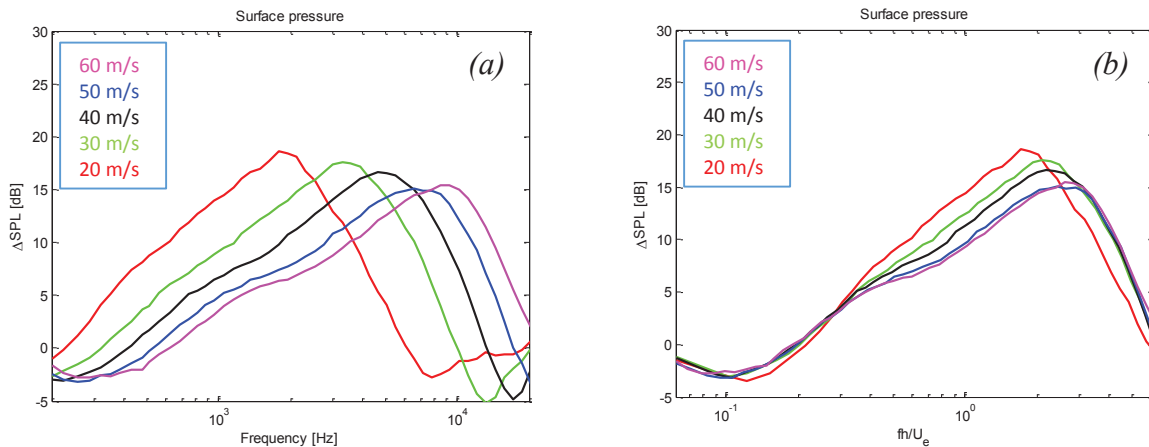 Surface pressure
30
25
20
15
10
5
0
-5
ΔSPL [dB]
60 m/s
50 m/s
40 m/s
30 m/s
20 m/s
(a)
10³
10⁴
Frequency [Hz]
Surface pressure
30
25
20
15
10
5
0
-5
ΔSPL [dB]
60 m/s
50 m/s
40 m/s
30 m/s
20 m/s
(b)
10⁻¹
10⁰
fh/Uₑ